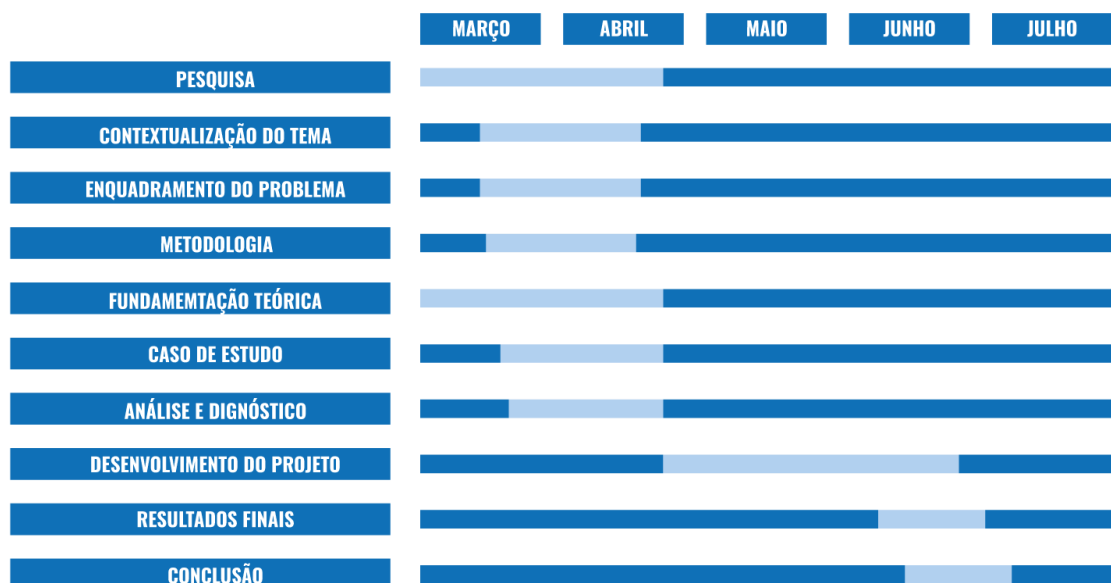 MARÇO ABRIL MAIO JUNHO JULHO
PESQUISA
CONTEXTUALIZAÇÃO DO TEMA
ENQUADRAMENTO DO PROBLEMA
METODOLOGIA
FUNDAMEMTAÇÃO TEÓRICA
CASO DE ESTUDO
ANÁLISE E DIGNÓSTICO
DESENVOLVIMENTO DO PROJETO
RESULTADOS FINAIS
CONCLUSÃO